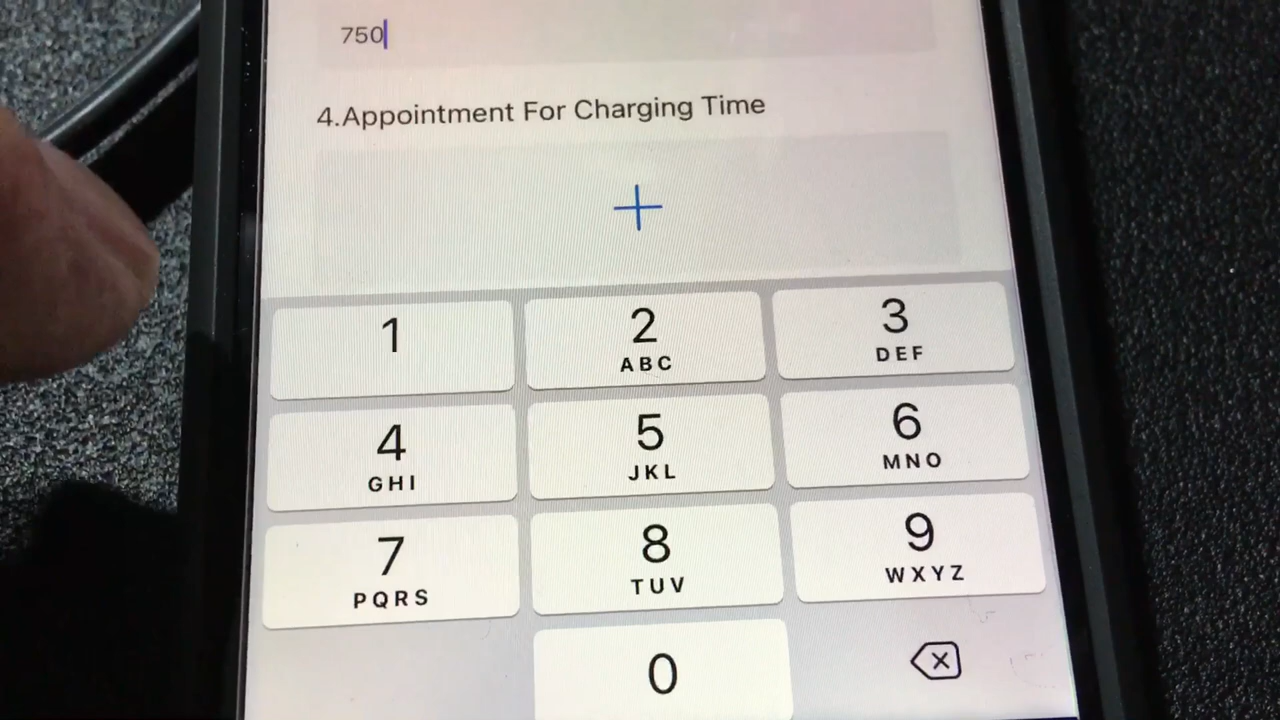 750
4.Appointment For Charging Time
1
2
ABC
3
DEF
4
GHI
5
JKL
6
MNO
7
PQRS
8
TUV
9
WXYZ
0